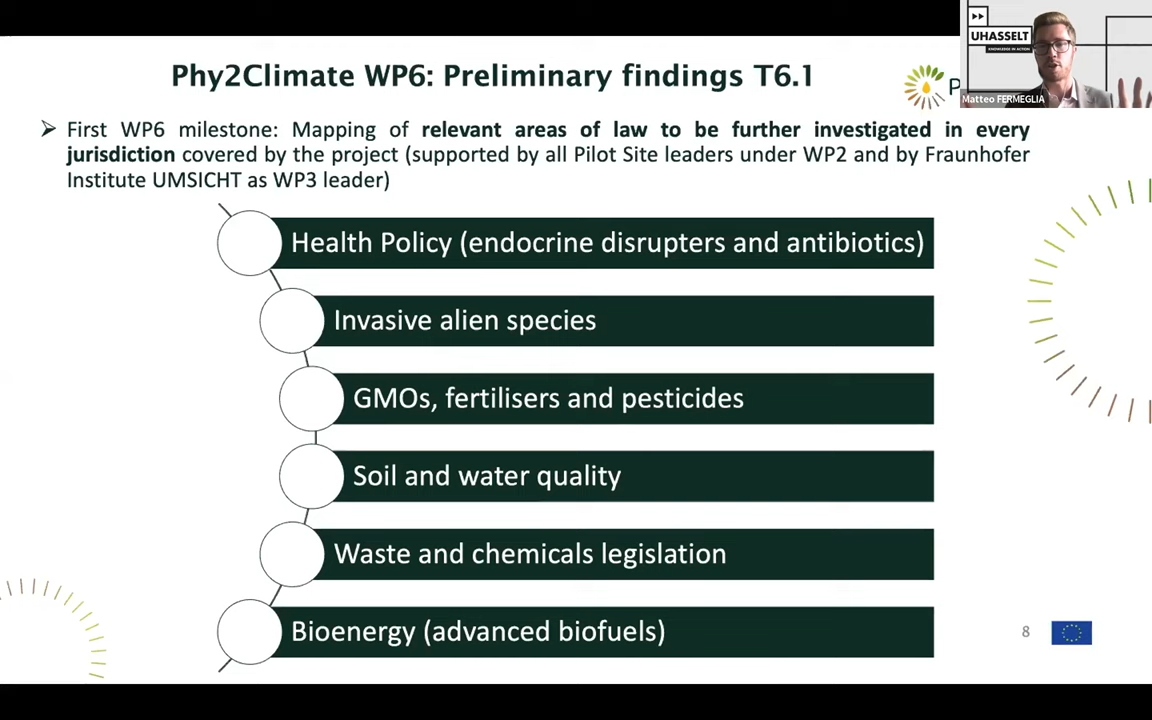 Phy2Climate WP6: Preliminary findings T6.1
UHASSELT
KNOWLEDGE IN ACTION
Matteo FERMEGLIA
➢ First WP6 milestone: Mapping of relevant areas of law to be further investigated in every
jurisdiction covered by the project (supported by all Pilot Site leaders under WP2 and by Fraunhofer
Institute UMSICHT as WP3 leader)
Health Policy (endocrine disrupters and antibiotics)
Invasive alien species
GMOs, fertilisers and pesticides
Soil and water quality
Waste and chemicals legislation
Bioenergy (advanced biofuels)
8